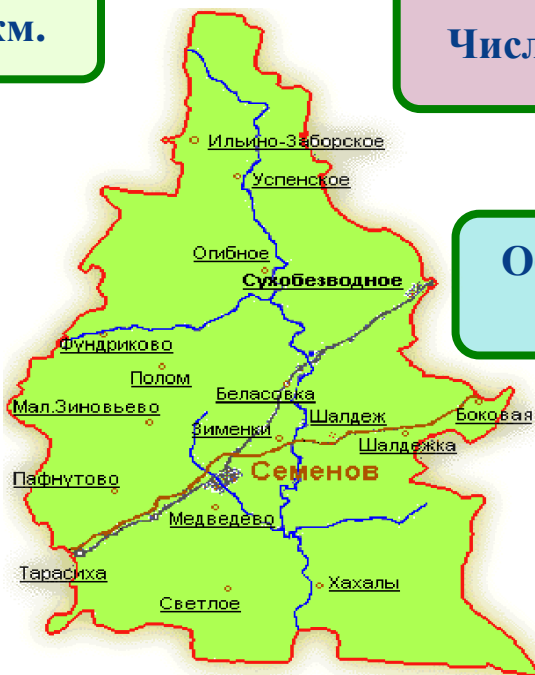 км.
Числ
О
Ильино-Заборское
Успенское
Огибное
Сухобезводное
Фундриково
Полом
Беласовка
Мал.Зиновьево
Шалдеж
Боковая
Зименки
Шалдежка
Семенов
Пафнутово
Медведево
Тарасиха
Хахалы
Светлое